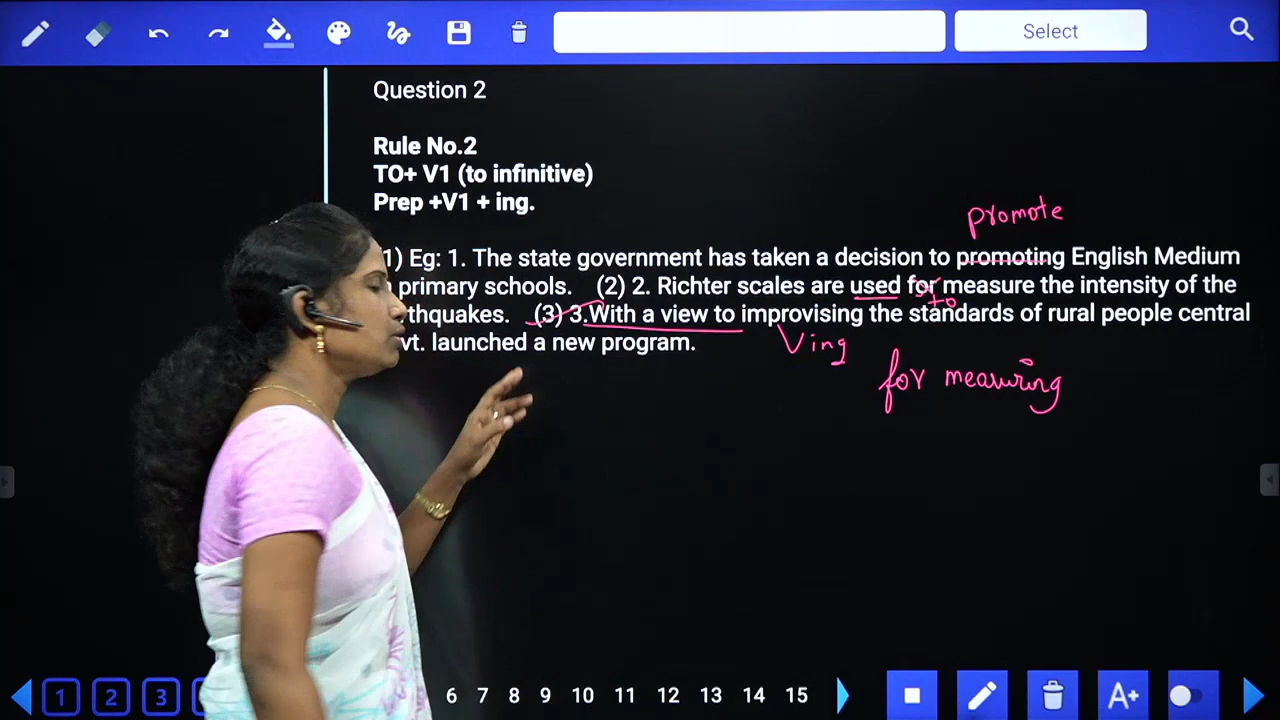 Select
Question 2
Rule No.2
TO+ V1 (to infinitive)
Prep +V1 + ing.
promote
1) Eg: 1. The state government has taken a decision to promoting English Medium
primary schools. (2) 2. Richter scales are used for measure the intensity of the
to
thquakes. (3) 3.With a view to improvising the standards of rural people central
vt. launched a new program.
Ving
for measuring
1 2 3 6 7 8 9 10 11 12 13 14 15
A+